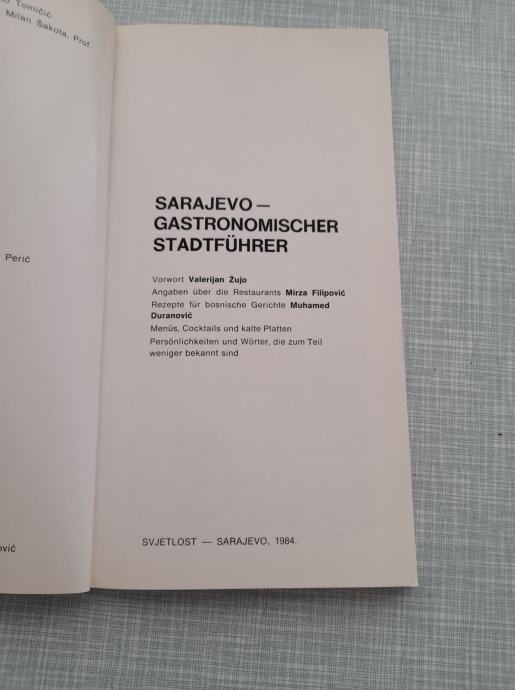 Tomičić
Milan Šakota, Prof.
Perić
ović
SARAJEVO —
GASTRONOMISCHER
STADTFÜHRER
Vorwort Valerijan Žujo
Angaben über die Restaurants Mirza Filipović
Rezepte für bosnische Gerichte Muhamed
Duranović
Menüs, Cocktails und kalte Platten
Persönlichkeiten und Wörter, die zum Teil
weniger bekannt sind
SVJETLOST — SARAJEVO, 1984.